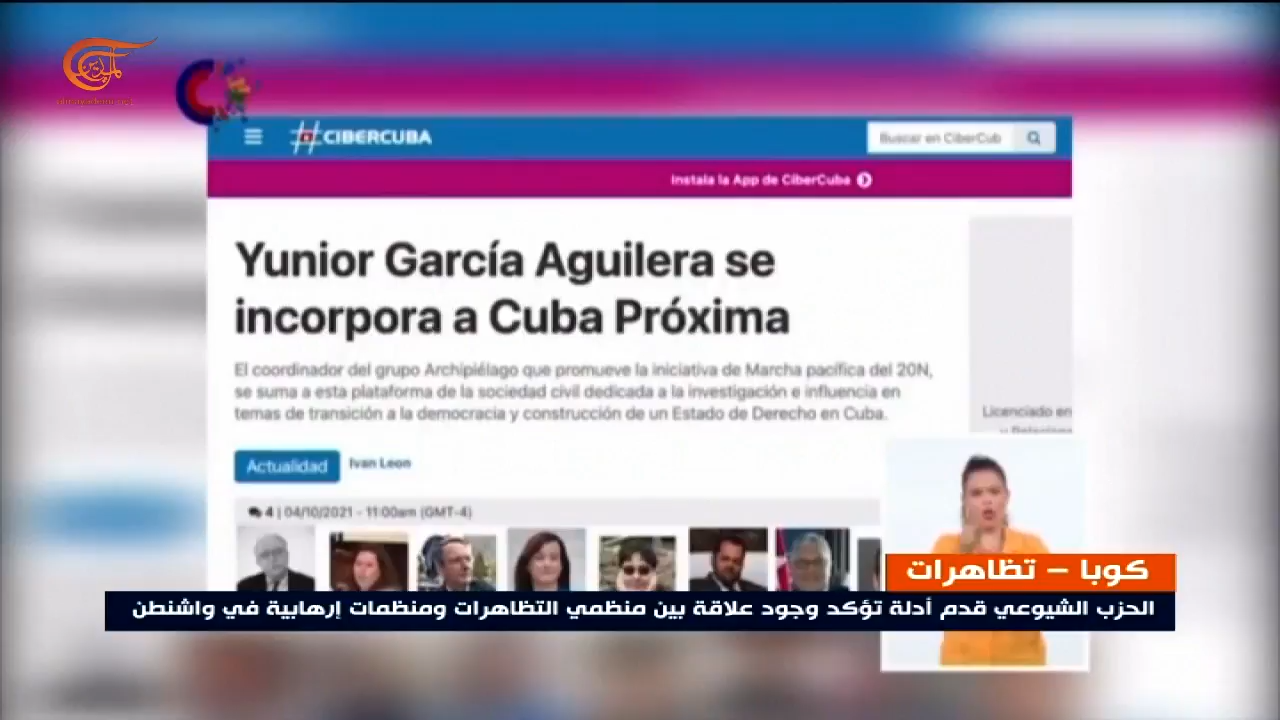 الميادين
almayadeen.net
#CIBERCUBA
Buscar en CiberCub
Instala la App de CiberCuba
Yunior García Aguilera se
incorpora a Cuba Próxima
El coordinador del grupo Archipiélago que promueve la iniciativa de Marcha pacífica del 20N,
se suma a esta plataforma de la sociedad civil dedicada a la investigación e influencia en
temas de transición a la democracia y construcción de un Estado de Derecho en Cuba.
Licenciado en
Actualidad
Ivan Leon
4 | 04/10/2021 - 11:00am (GMT-4)
كوبا – تظاهرات
الحزب الشيوعي قدم أدلة تؤكد وجود علاقة بين منظمي التظاهرات ومنظمات إرهابية في واشنطن